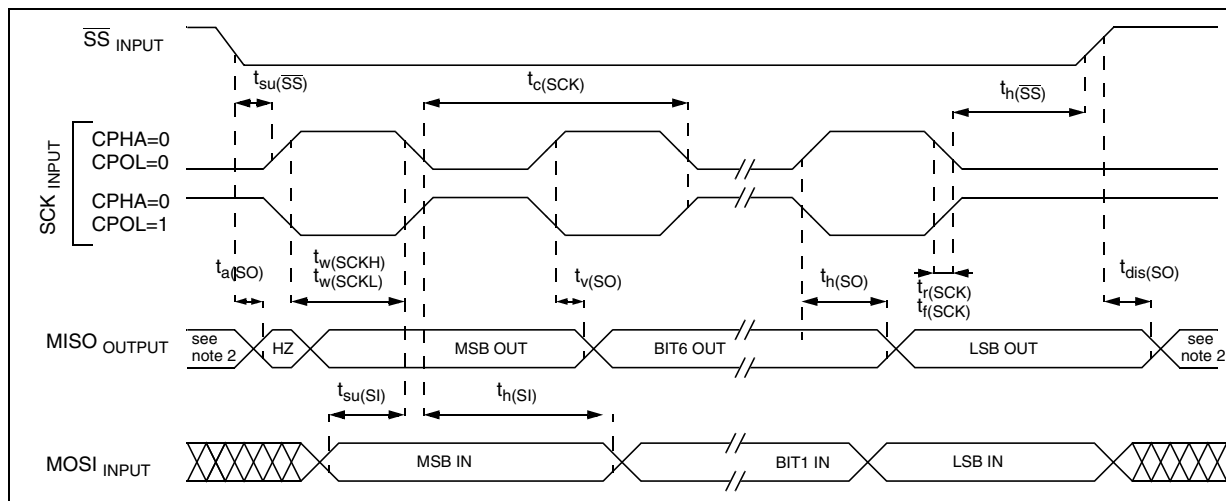 SS INPUT
tsu(SS)
tc(SCK)
th(SS)
SCK INPUT
CPHA=0
CPOL=0
CPHA=0
CPOL=1
ta(SO)
tw(SCKH)
tw(SCKL)
tv(SO)
th(SO)
tr(SCK)
tf(SCK)
tdis(SO)
MISO OUTPUT
see
note 2
HZ
MSB OUT
BIT6 OUT
LSB OUT
see
note 2
tsu(SI)
th(SI)
MOSI INPUT
MSB IN
BIT1 IN
LSB IN